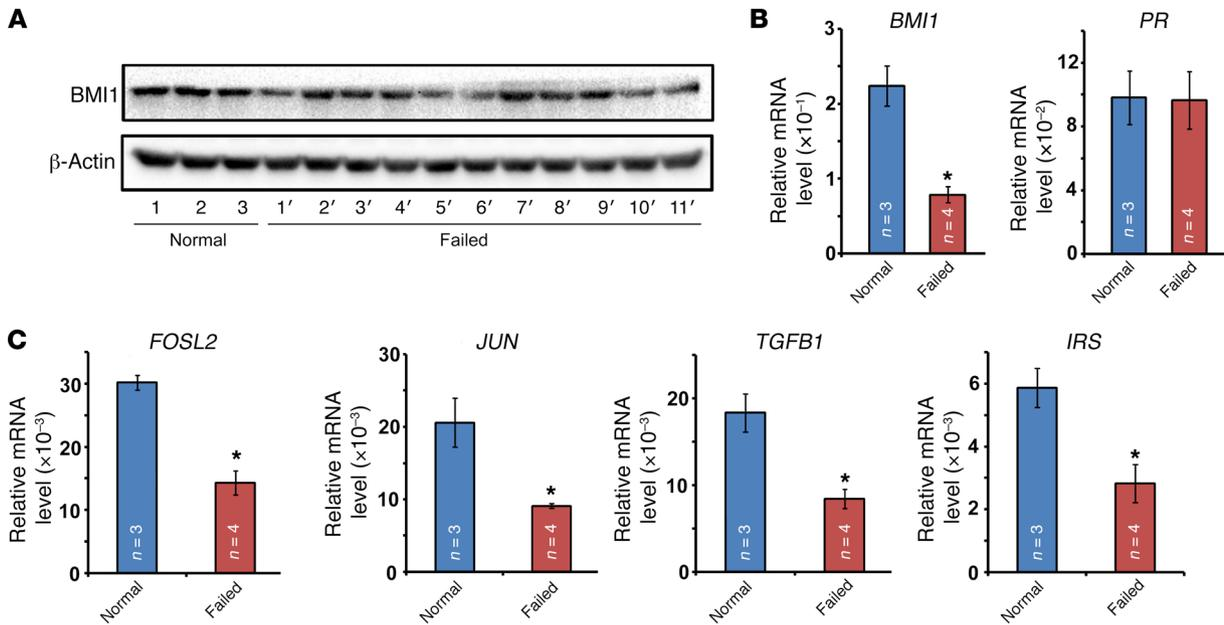 A
BMI1
β-Actin
1 2 3 1′ 2′ 3′ 4′ 5′ 6′ 7′ 8′ 9′ 10′ 11′
Normal Failed
B
BMI1
Relative mRNA
level (×10–1)
3
2
1
0
n = 3
*
n = 4
Normal
Failed
PR
Relative mRNA
level (×10–2)
12
8
4
0
n = 3
n = 4
Normal
Failed
C
FOSL2
Relative mRNA
level (×10–3)
30
20
10
0
n = 3
*
n = 4
Normal
Failed
JUN
Relative mRNA
level (×10–3)
30
20
10
0
n = 3
*
n = 4
Normal
Failed
TGFB1
Relative mRNA
level (×10–3)
20
10
0
n = 3
*
n = 4
Normal
Failed
IRS
Relative mRNA
level (×10–3)
6
4
2
0
n = 3
*
n = 4
Normal
Failed